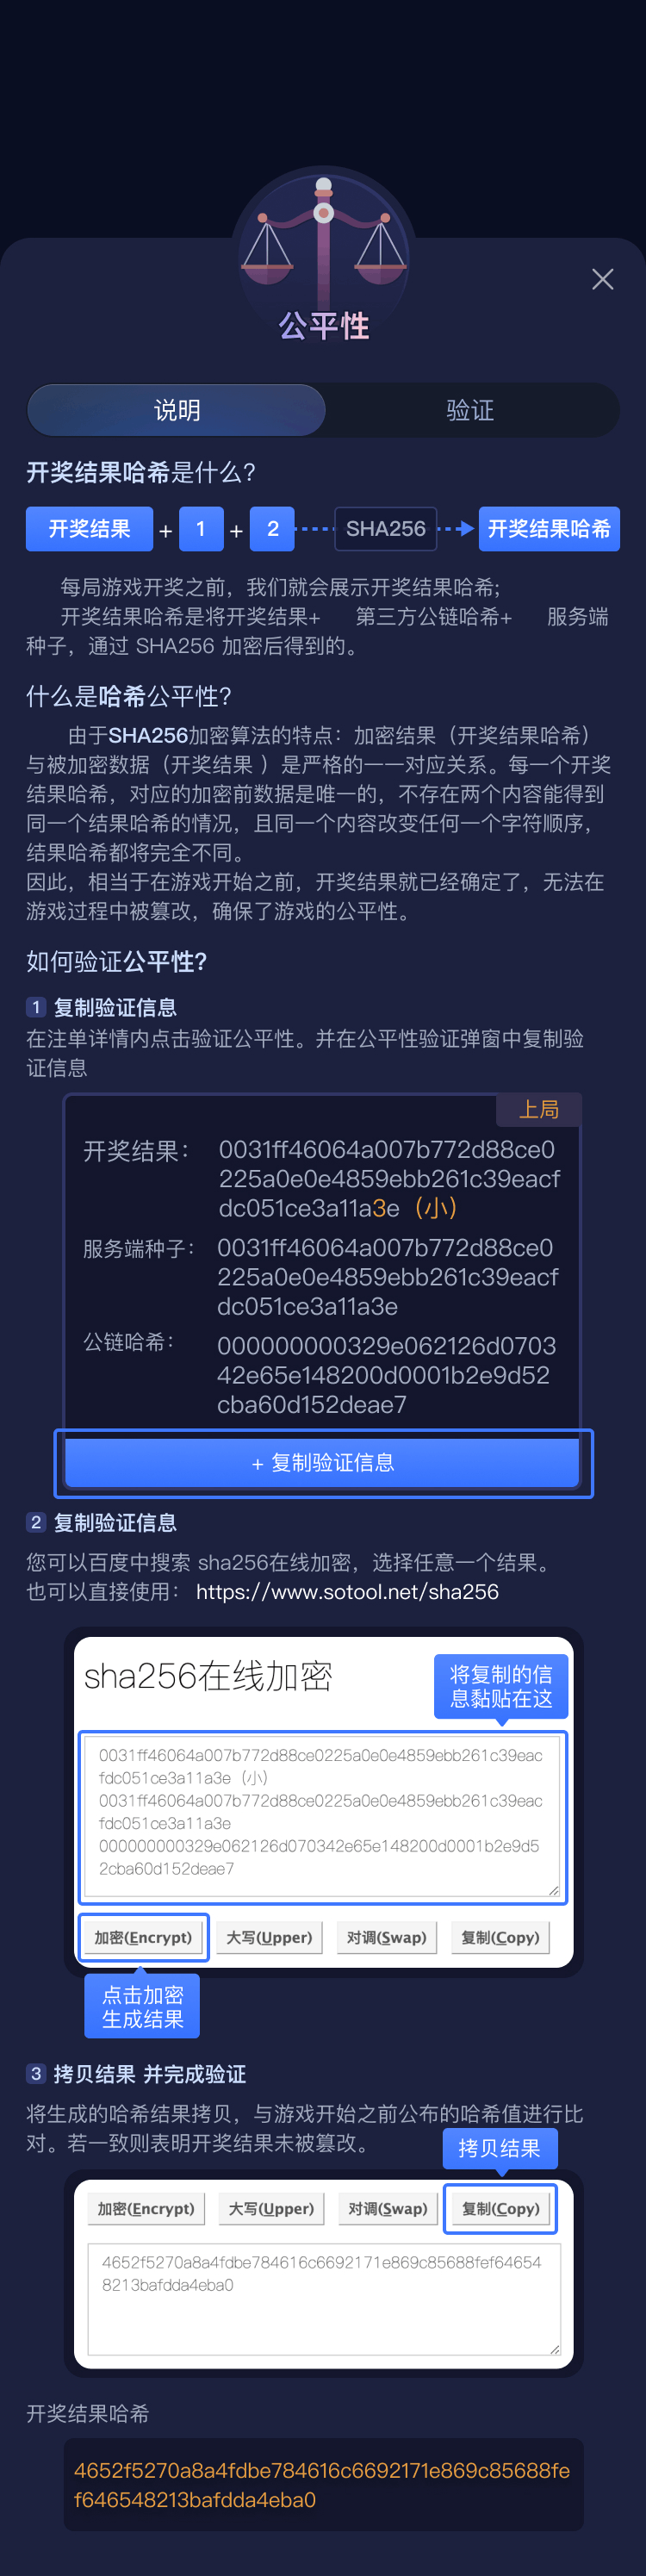 公平性
说明
验证
开奖结果哈希是什么?
开奖结果 + 1 + 2 SHA256 开奖结果哈希
每局游戏开奖之前，我们就会展示开奖结果哈希;
开奖结果哈希是将开奖结果+ 第三方公链哈希+ 服务端
种子，通过 SHA256 加密后得到的。
什么是哈希公平性?
由于SHA256加密算法的特点：加密结果（开奖结果哈希）
与被加密数据（开奖结果 ）是严格的一一对应关系。每一个开奖
结果哈希，对应的加密前数据是唯一的，不存在两个内容能得到
同一个结果哈希的情况，且同一个内容改变任何一个字符顺序，
结果哈希都将完全不同。
因此，相当于在游戏开始之前，开奖结果就已经确定了，无法在
游戏过程中被篡改，确保了游戏的公平性。
如何验证公平性?
1 复制验证信息
在注单详情内点击验证公平性。并在公平性验证弹窗中复制验
证信息
上局
开奖结果： 0031ff46064a007b772d88ce0
225a0e0e4859ebb261c39eacf
dc051ce3a11a3e（小）
服务端种子： 0031ff46064a007b772d88ce0
225a0e0e4859ebb261c39eacf
dc051ce3a11a3e
公链哈希： 000000000329e062126d0703
42e65e148200d0001b2e9d52
cba60d152deae7
+ 复制验证信息
2 复制验证信息
您可以百度中搜索 sha256在线加密，选择任意一个结果。
也可以直接使用： https://www.sotool.net/sha256
sha256在线加密
将复制的信
息黏贴在这
0031ff46064a007b772d88ce0225a0e0e4859ebb261c39eac
fdc051ce3a11a3e（小）
0031ff46064a007b772d88ce0225a0e0e4859ebb261c39eac
fdc051ce3a11a3e
000000000329e062126d070342e65e148200d0001b2e9d5
2cba60d152deae7
加密(Encrypt) 大写(Upper) 对调(Swap) 复制(Copy)
点击加密
生成结果
3 拷贝结果 并完成验证
将生成的哈希结果拷贝，与游戏开始之前公布的哈希值进行比
对。若一致则表明开奖结果未被篡改。
拷贝结果
加密(Encrypt) 大写(Upper) 对调(Swap) 复制(Copy)
4652f5270a8a4fdbe784616c6692171e869c85688fef64654
8213bafdda4eba0
开奖结果哈希
4652f5270a8a4fdbe784616c6692171e869c85688fe
f646548213bafdda4eba0